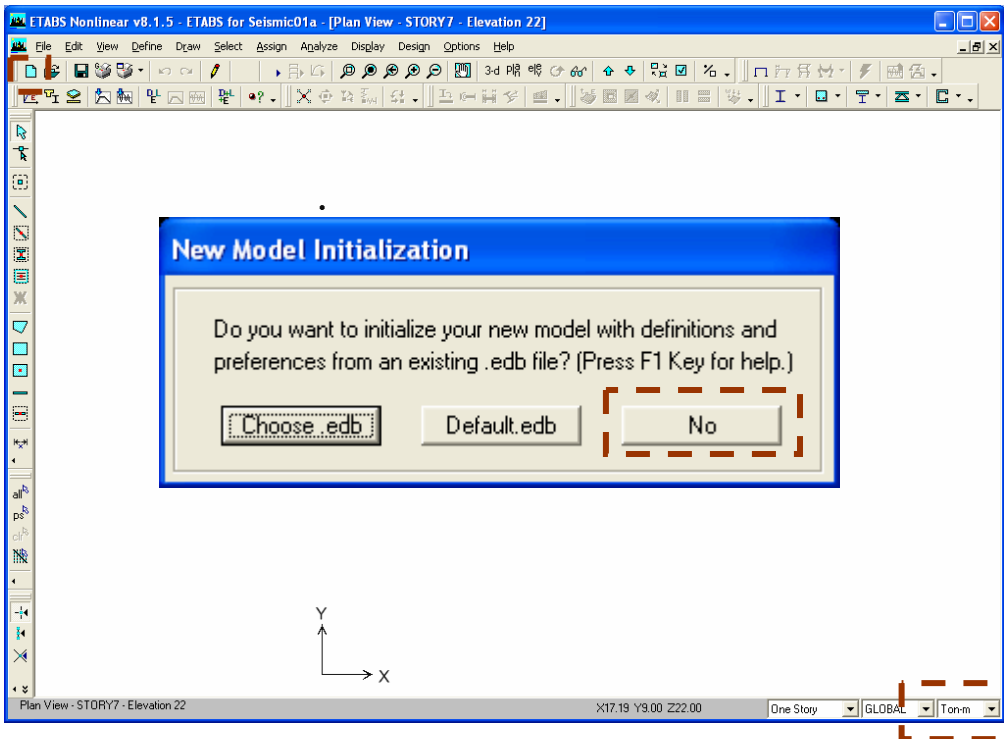 ETABS Nonlinear v8.1.5 - ETABS for Seismic01a - [Plan View - STORY7 - Elevation 22]
File Edit View Define Draw Select Assign Analyze Display Design Options Help
3-d
New Model Initialization
Do you want to initialize your new model with definitions and
preferences from an existing .edb file? (Press F1 Key for help.)
Choose .edb Default.edb No
all
ps
clr
Y
X
Plan View - STORY7 - Elevation 22 X17.19 Y9.00 Z22.00 One Story GLOBAL Ton-m